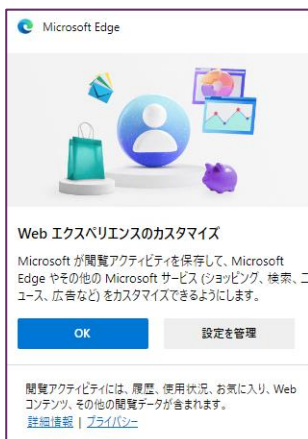 Microsoft Edge
Web エクスペリエンスのカスタマイズ
Microsoft が閲覧アクティビティを保存して、Microsoft
Edge やその他の Microsoft サービス (ショッピング、検索、ニ
ュース、広告など) をカスタマイズできるようにします。
OK
設定を管理
閲覧アクティビティには、履歴、使用状況、お気に入り、Web
コンテンツ、その他の閲覧データが含まれます。
詳細情報 | プライバシー